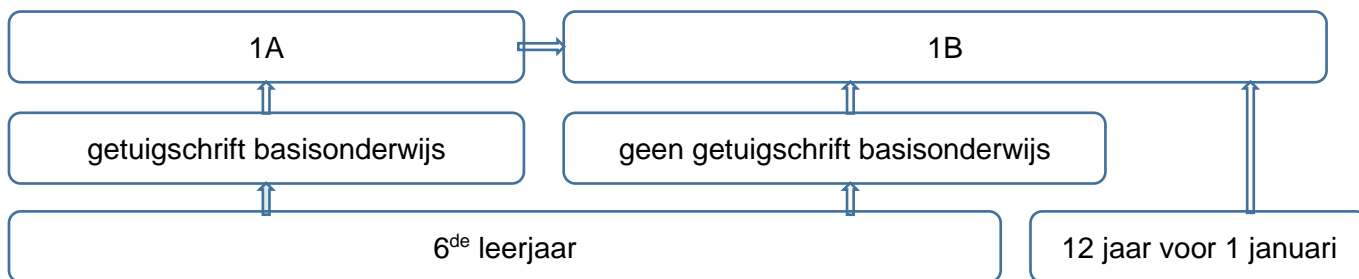 1A
1B
getuigschrift basisonderwijs
geen getuigschrift basisonderwijs
6de leerjaar
12 jaar voor 1 januari